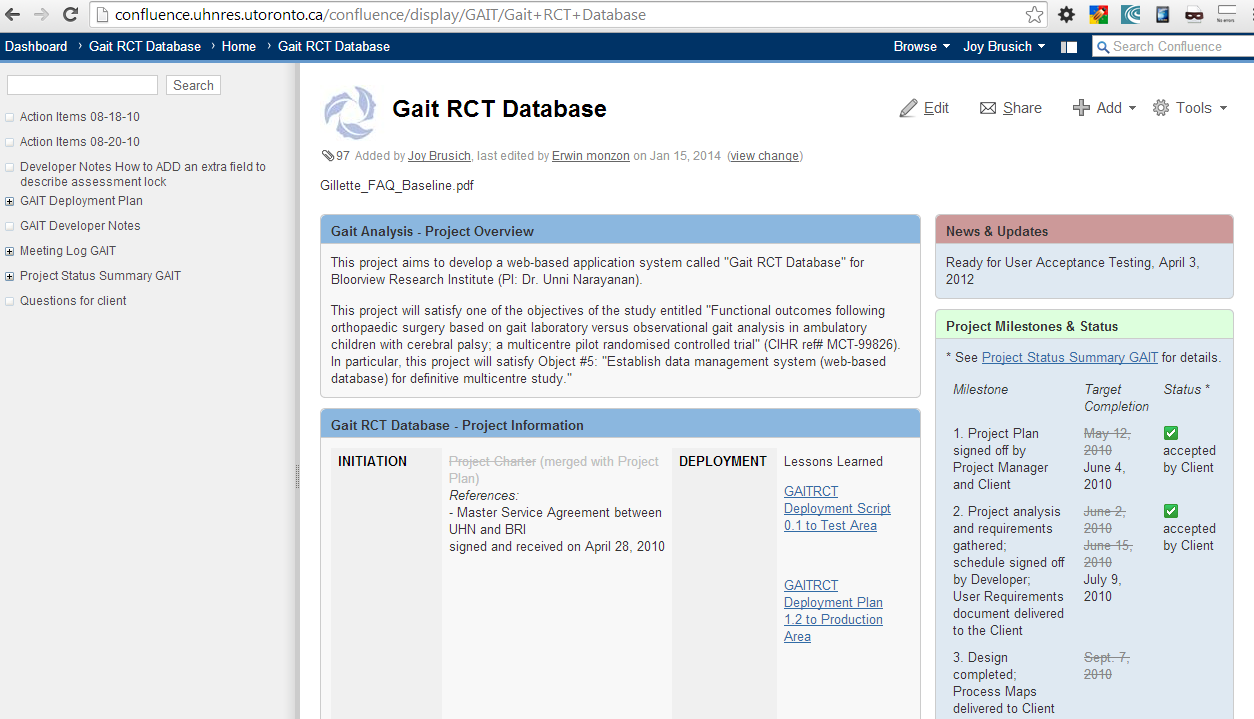 confluence.uhnres.utoronto.ca/confluence/display/GAIT/Gait+RCT+Database
Dashboard › Gait RCT Database › Home › Gait RCT Database
Browse
Joy Brusich
Search Confluence
Search
Action Items 08-18-10
Action Items 08-20-10
Developer Notes How to ADD an extra field to
describe assessment lock
GAIT Deployment Plan
GAIT Developer Notes
Meeting Log GAIT
Project Status Summary GAIT
Questions for client
Gait RCT Database
Edit
Share
Add
Tools
97 Added by Joy Brusich, last edited by Erwin monzon on Jan 15, 2014 (view change)
Gillette_FAQ_Baseline.pdf
Gait Analysis - Project Overview
This project aims to develop a web-based application system called "Gait RCT Database" for
Bloorview Research Institute (PI: Dr. Unni Narayanan).
This project will satisfy one of the objectives of the study entitled "Functional outcomes following
orthopaedic surgery based on gait laboratory versus observational gait analysis in ambulatory
children with cerebral palsy; a multicentre pilot randomised controlled trial" (CIHR ref# MCT-99826).
In particular, this project will satisfy Object #5: "Establish data management system (web-based
database) for definitive multicentre study."
Gait RCT Database - Project Information
INITIATION
Project Charter (merged with Project
Plan)
References:
- Master Service Agreement between
UHN and BRI
signed and received on April 28, 2010
DEPLOYMENT
Lessons Learned
GAITRCT
Deployment Script
0.1 to Test Area
GAITRCT
Deployment Plan
1.2 to Production
Area
News & Updates
Ready for User Acceptance Testing, April 3,
2012
Project Milestones & Status
* See Project Status Summary GAIT for details.
Milestone
Target
Completion
Status *
1. Project Plan
signed off by
Project Manager
and Client
May 12,
2010
June 4,
2010
accepted
by Client
2. Project analysis
and requirements
gathered;
schedule signed off
by Developer;
User Requirements
document delivered
to the Client
June 2,
2010
June 15,
2010
July 9,
2010
accepted
by Client
3. Design
completed;
Process Maps
delivered to Client
Sept. 7,
2010